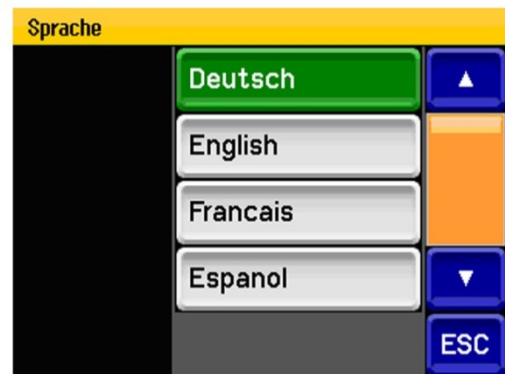 Sprache
Deutsch
English
Francais
Espanol
ESC